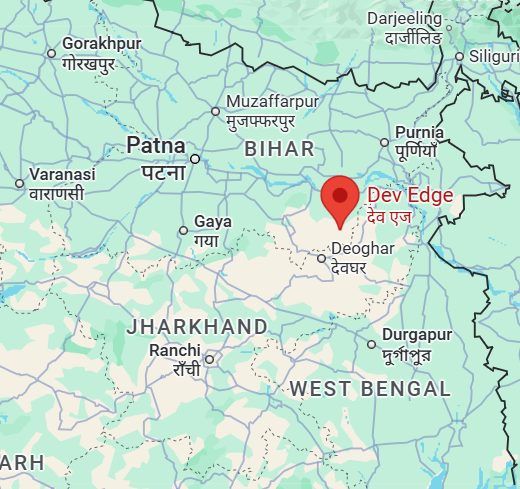 Darjeeling
दार्जीलिङ
Gorakhpur
गोरखपुर
Siliguri
Muzaffarpur
मुजफ्फरपुर
Purnia
पूर्णियाँ
Patna
पटना
BIHAR
Varanasi
वाराणसी
Dev Edge
देव एज
Gaya
गया
Deoghar
देवघर
JHARKHAND
Durgapur
দুর্গাপুর
Ranchi
राँची
WEST BENGAL
ARH